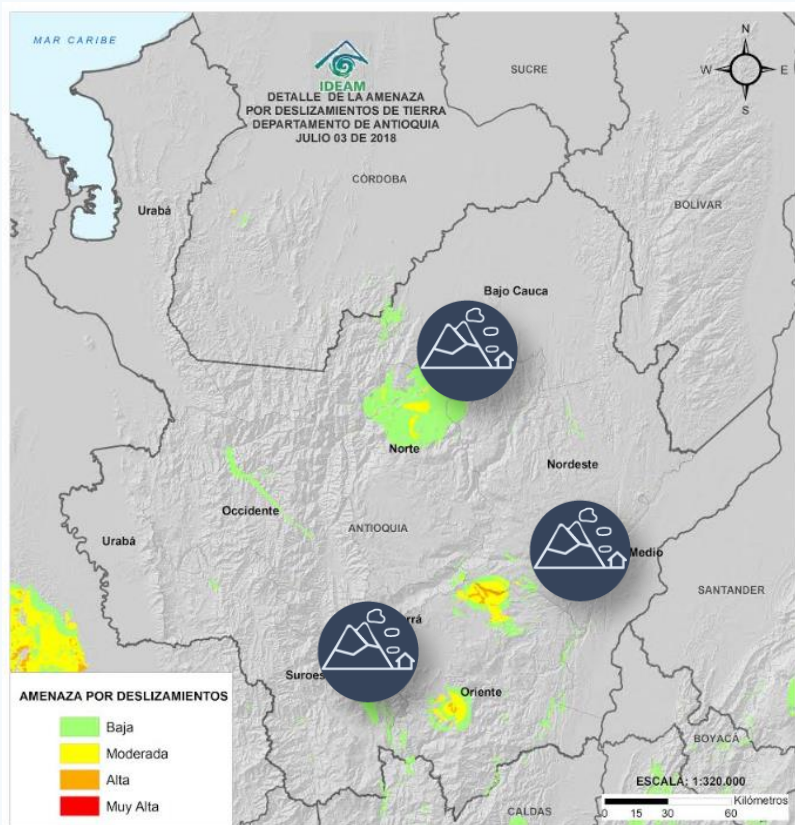 MAR CARIBE
N
W
E
S
IDEAM
DETALLE DE LA AMENAZA
POR DESLIZAMIENTOS DE TIERRA
DEPARTAMENTO DE ANTIOQUIA
JULIO 03 DE 2018
SUCRE
CÓRDOBA
BOLÍVAR
Urabá
Bajo Cauca
Norte
Nordeste
Occidente
ANTIOQUIA
Urabá
Medio
SANTANDER
Oriente
BOYACÁ
CALDAS
AMENAZA POR DESLIZAMIENTOS
Baja
Moderada
Alta
Muy Alta
ESCALA: 1:320.000
Kilómetros
0 15 30 60